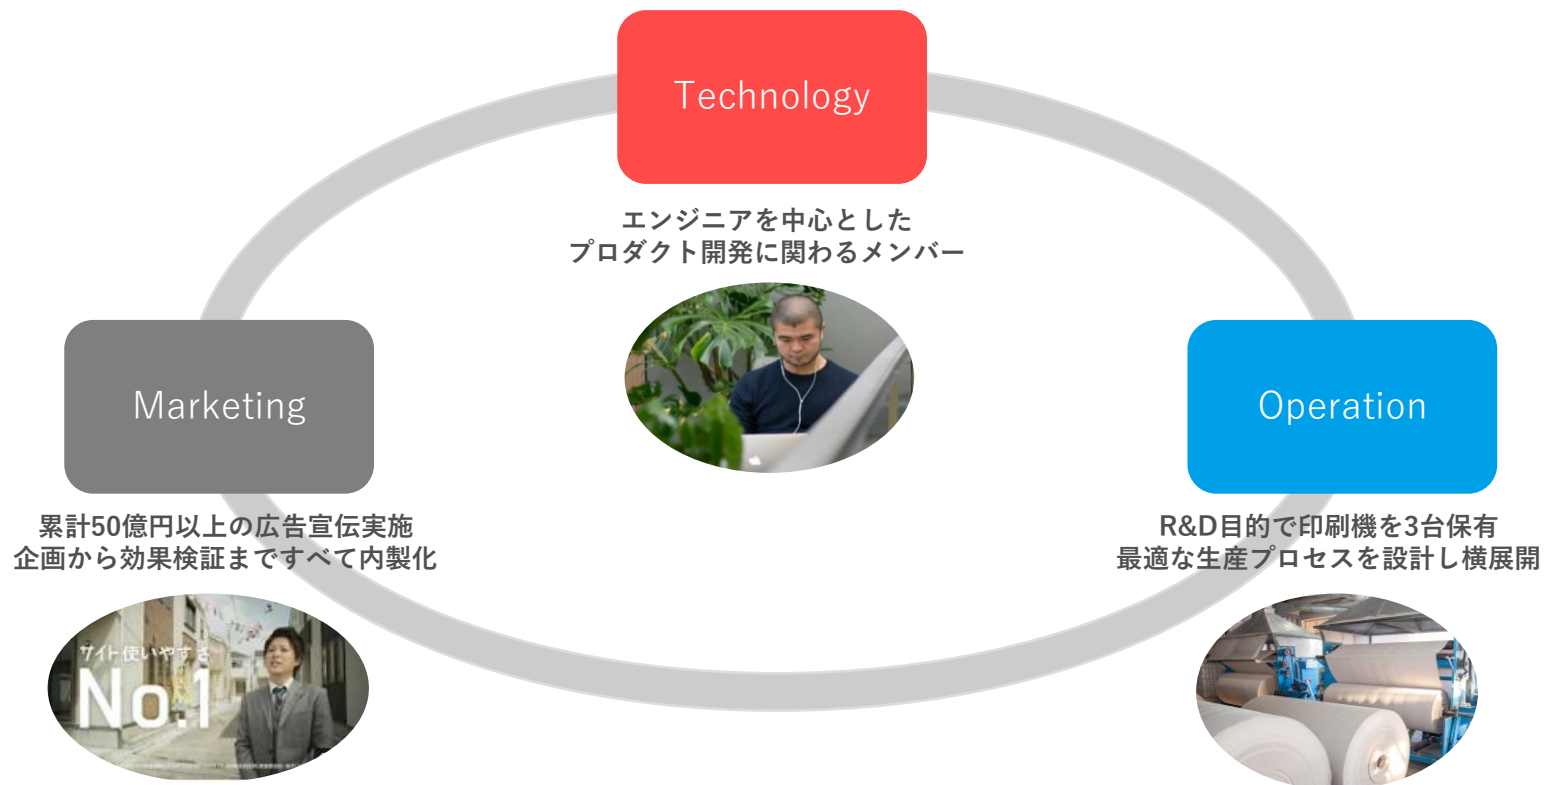 Technology
エンジニアを中心とした
プロダクト開発に関わるメンバー
Marketing
累計50億円以上の広告宣伝実施
企画から効果検証まですべて内製化
サイト使いやすさ
No.1
Operation
R&D目的で印刷機を3台保有
最適な生産プロセスを設計し横展開